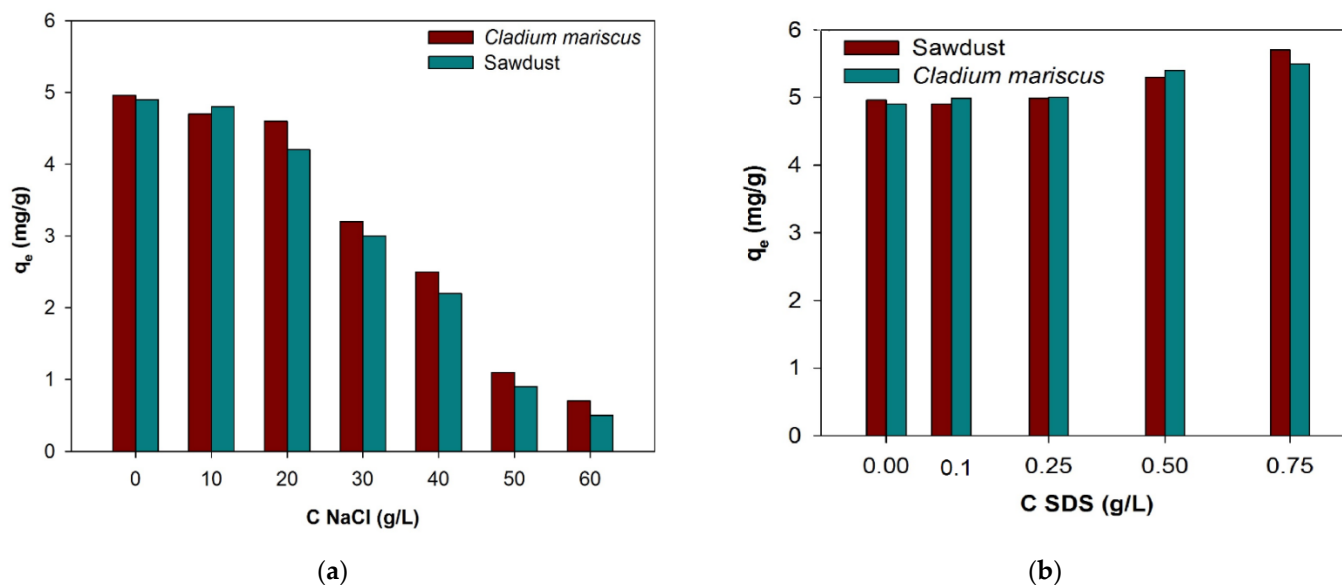 6
5
4
3
2
1
0
qe (mg/g)
Cladium mariscus
Sawdust
0 10 20 30 40 50 60
C NaCl (g/L)
(a)
6
5
4
3
2
1
0
qe (mg/g)
Sawdust
Cladium mariscus
0.00 0.1 0.25 0.50 0.75
C SDS (g/L)
(b)